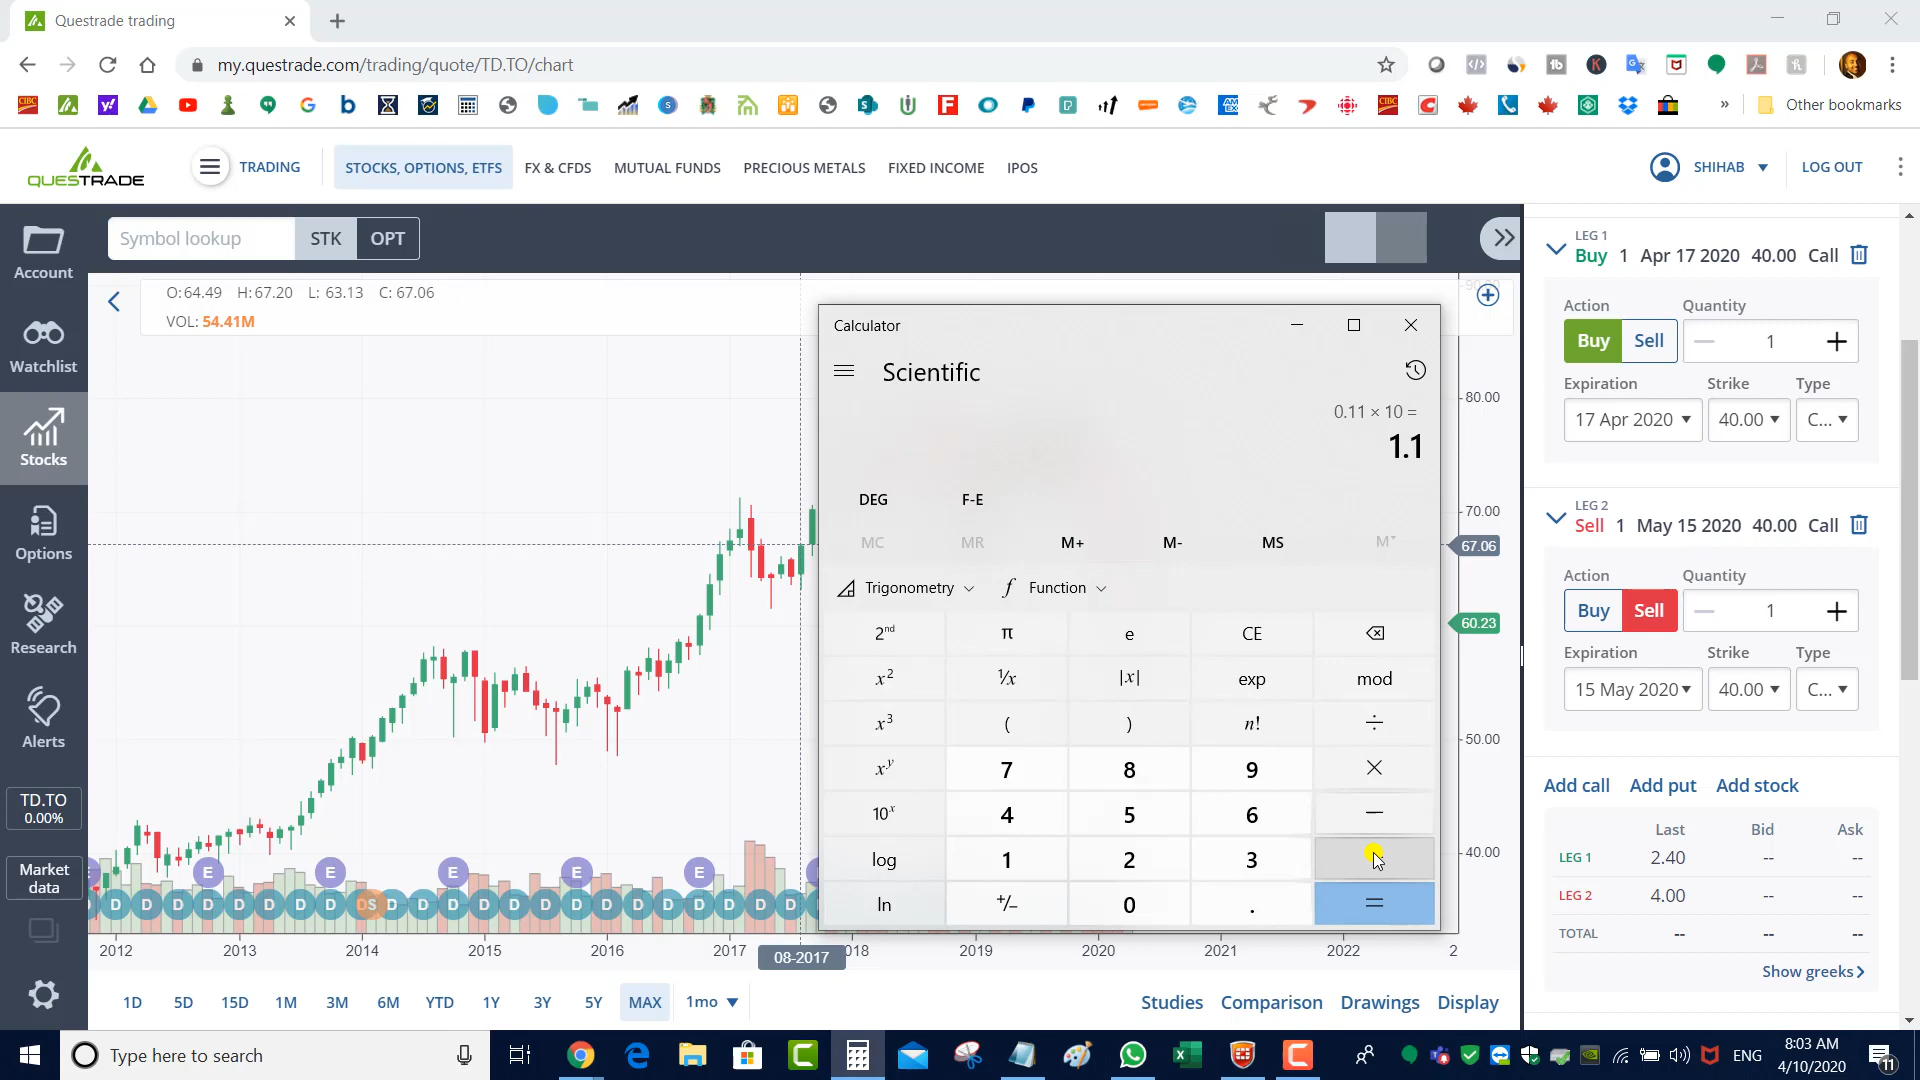 Questrade trading
my.questrade.com/trading/quote/TD.TO/chart
Other bookmarks
QUESTRADE
TRADING
STOCKS, OPTIONS, ETFS
FX & CFDS
MUTUAL FUNDS
PRECIOUS METALS
FIXED INCOME
IPOS
SHIHAB
LOG OUT
Account
Watchlist
Stocks
Options
Research
Alerts
TD.TO
0.00%
Market
data
Symbol lookup
STK
OPT
O:64.49 H:67.20 L: 63.13 C: 67.06
VOL: 54.41M
80.00
70.00
67.06
60.23
50.00
40.00
E E E E E
D D D D D D D D DS D D D D D D D D D D D D D D
2012 2013 2014 2015 2016 2017 018 2019 2020 2021 2022 2
08-2017
1D 5D 15D 1M 3M 6M YTD 1Y 3Y 5Y MAX 1mo
Studies Comparison Drawings Display
Calculator
Scientific
0.11 × 10 =
1.1
DEG F-E
MC MR M+ M- MS M˅
Trigonometry f Function
2nd π e CE
x² ¹⁄x |x| exp mod
x³ ( ) n! ÷
xʸ 7 8 9 ×
10ˣ 4 5 6 −
log 1 2 3
ln +/− 0 . =
LEG 1
Buy 1 Apr 17 2020 40.00 Call
Action Quantity
Buy Sell − 1 +
Expiration Strike Type
17 Apr 2020 40.00 C...
LEG 2
Sell 1 May 15 2020 40.00 Call
Action Quantity
Buy Sell − 1 +
Expiration Strike Type
15 May 2020 40.00 C...
Add call Add put Add stock
Last Bid Ask
LEG 1 2.40 -- --
LEG 2 4.00 -- --
TOTAL -- -- --
Show greeks
Type here to search
ENG
8:03 AM
4/10/2020
11